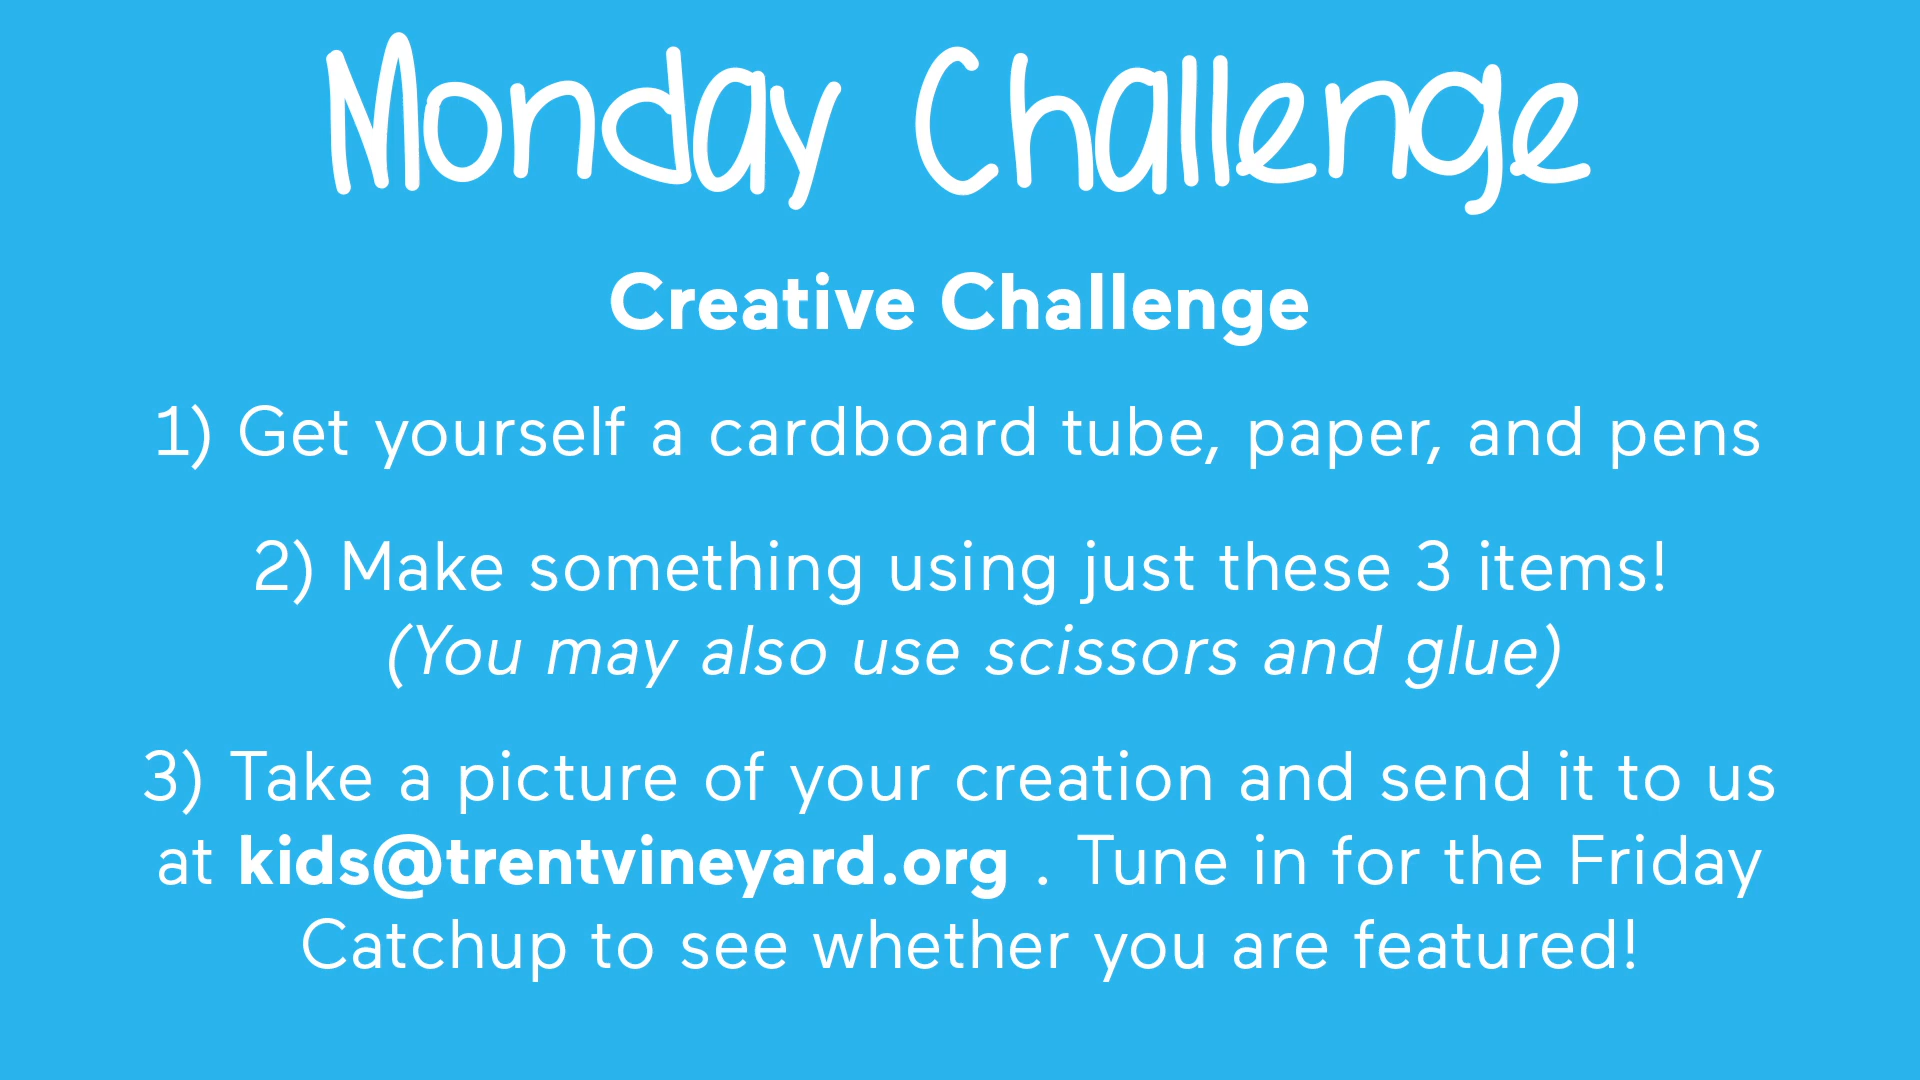 Monday Challenge
Creative Challenge
1) Get yourself a cardboard tube, paper, and pens
2) Make something using just these 3 items!
(You may also use scissors and glue)
3) Take a picture of your creation and send it to us
at kids@trentvineyard.org . Tune in for the Friday
Catchup to see whether you are featured!